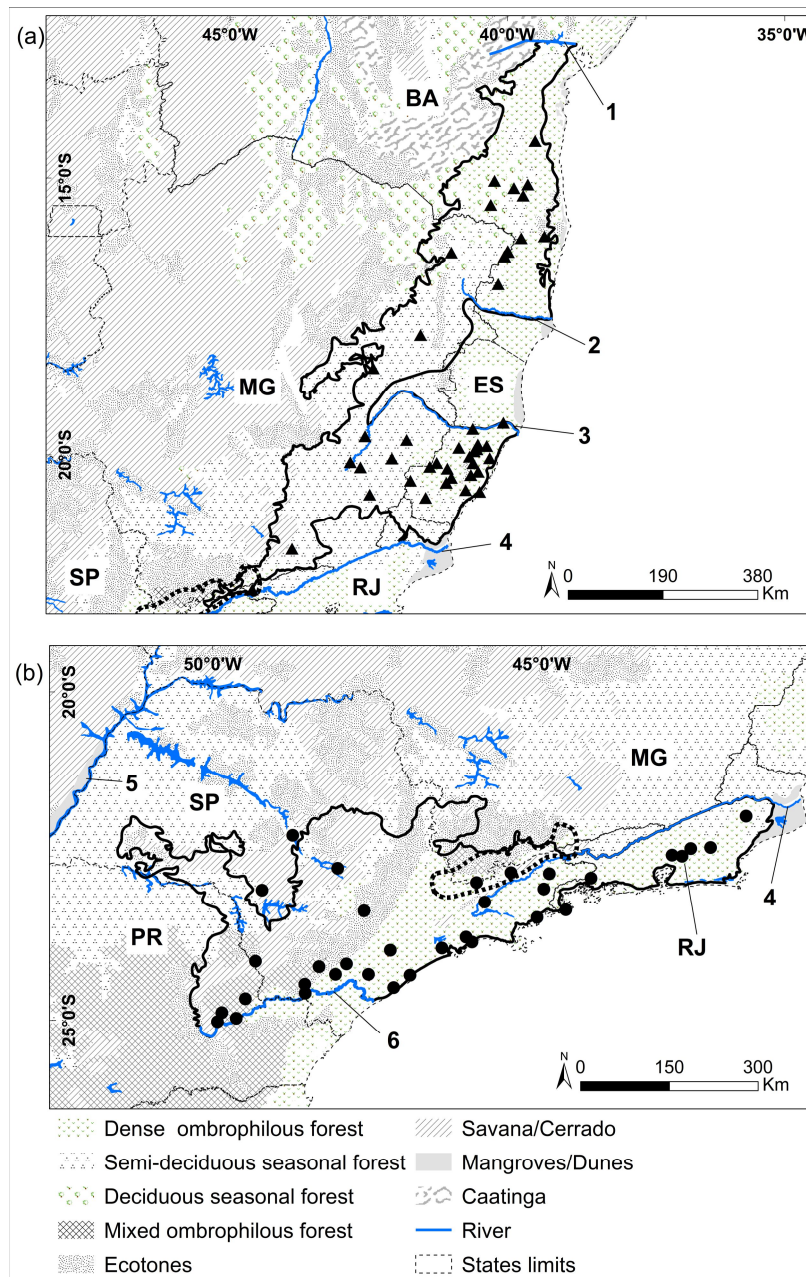 (a)
45°0'W 40°0'W 35°0'W
BA
1
15°0'S
2
ES
MG
3
20°0'S
4
SP
RJ
N
0 190 380
Km
(b)
50°0'W 45°0'W
20°0'S
MG
5
SP
4
PR
RJ
25°0'S
6
N
0 150 300
Km
Dense ombrophilous forest
Semi-deciduous seasonal forest
Deciduous seasonal forest
Mixed ombrophilous forest
Ecotones
Savana/Cerrado
Mangroves/Dunes
Caatinga
River
States limits